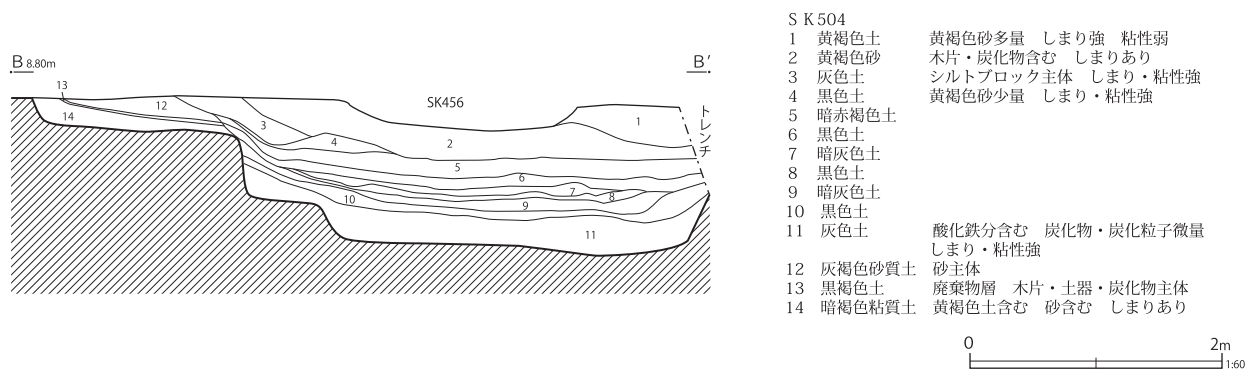 B 8.80m
B′
SK456
トレンチ
13
12
14
3
4
2
1
5
6
7
8
9
10
11
ＳＫ504
1　黄褐色土　黄褐色砂多量　しまり強　粘性弱
2　黄褐色砂　木片・炭化物含む　しまりあり
3　灰色土　シルトブロック主体　しまり・粘性強
4　黒色土　黄褐色砂少量　しまり・粘性強
5　暗赤褐色土
6　黒色土
7　暗灰色土
8　黒色土
9　暗灰色土
10　黒色土
11　灰色土　酸化鉄分含む　炭化物・炭化粒子微量
しまり・粘性強
12　灰褐色砂質土　砂主体
13　黒褐色土　廃棄物層　木片・土器・炭化物主体
14　暗褐色粘質土　黄褐色土含む　砂含む　しまりあり
0　2m
1:60